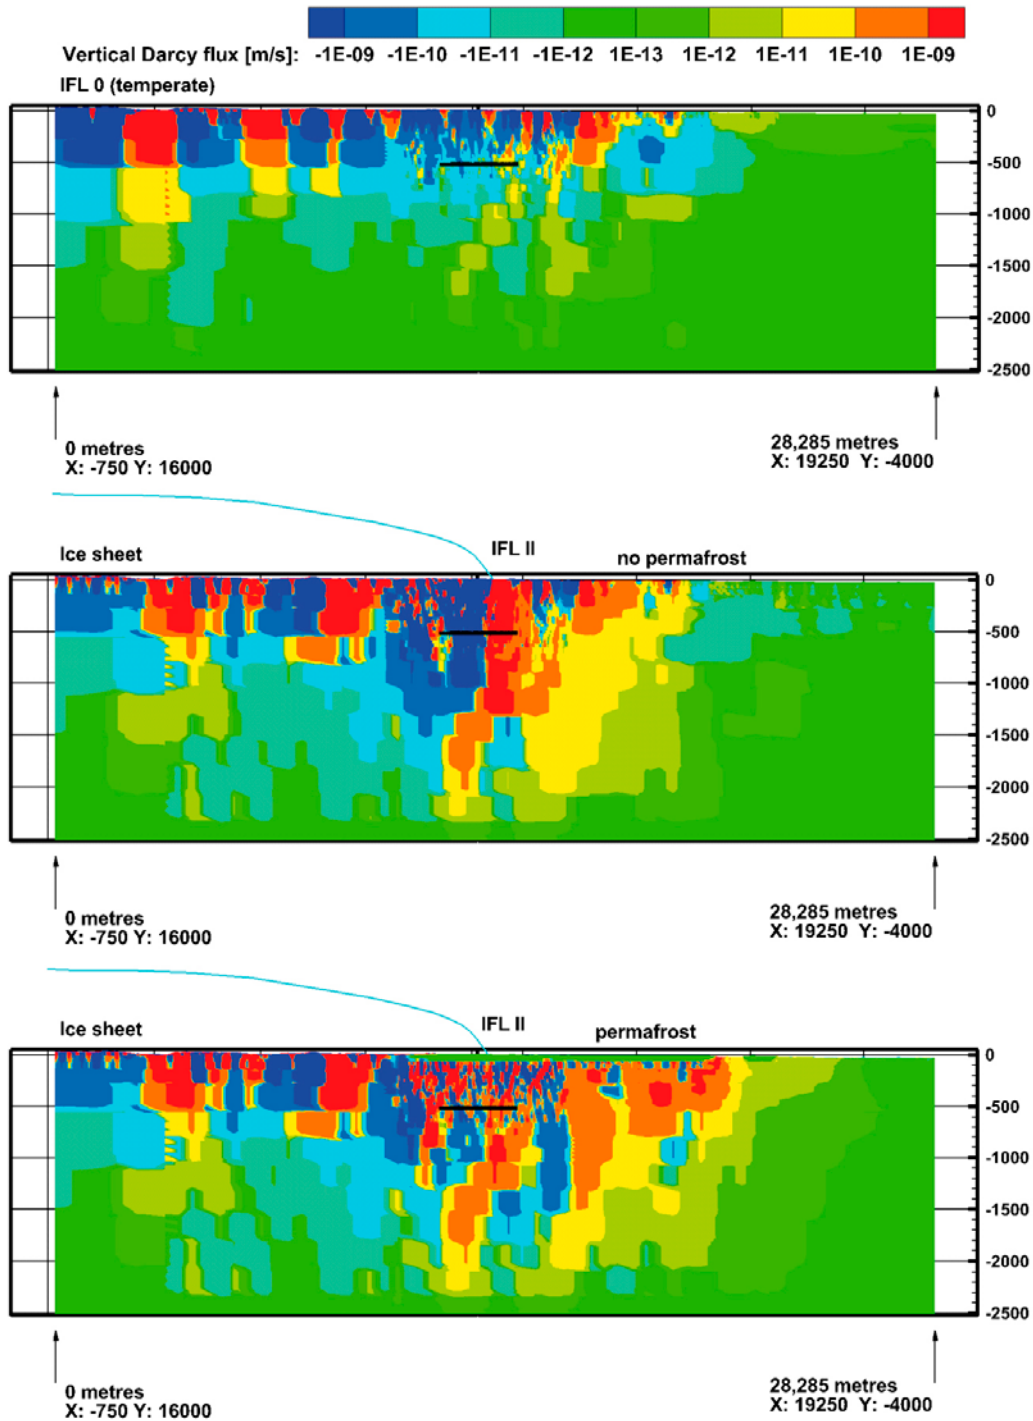 Vertical Darcy flux [m/s]: -1E-09 -1E-10 -1E-11 -1E-12 1E-13 1E-12 1E-11 1E-10 1E-09
IFL 0 (temperate)
0
-500
-1000
-1500
-2000
-2500
0 metres
X: -750 Y: 16000
28,285 metres
X: 19250 Y: -4000
Ice sheet
IFL II
no permafrost
0
-500
-1000
-1500
-2000
-2500
0 metres
X: -750 Y: 16000
28,285 metres
X: 19250 Y: -4000
Ice sheet
IFL II
permafrost
0
-500
-1000
-1500
-2000
-2500
0 metres
X: -750 Y: 16000
28,285 metres
X: 19250 Y: -4000